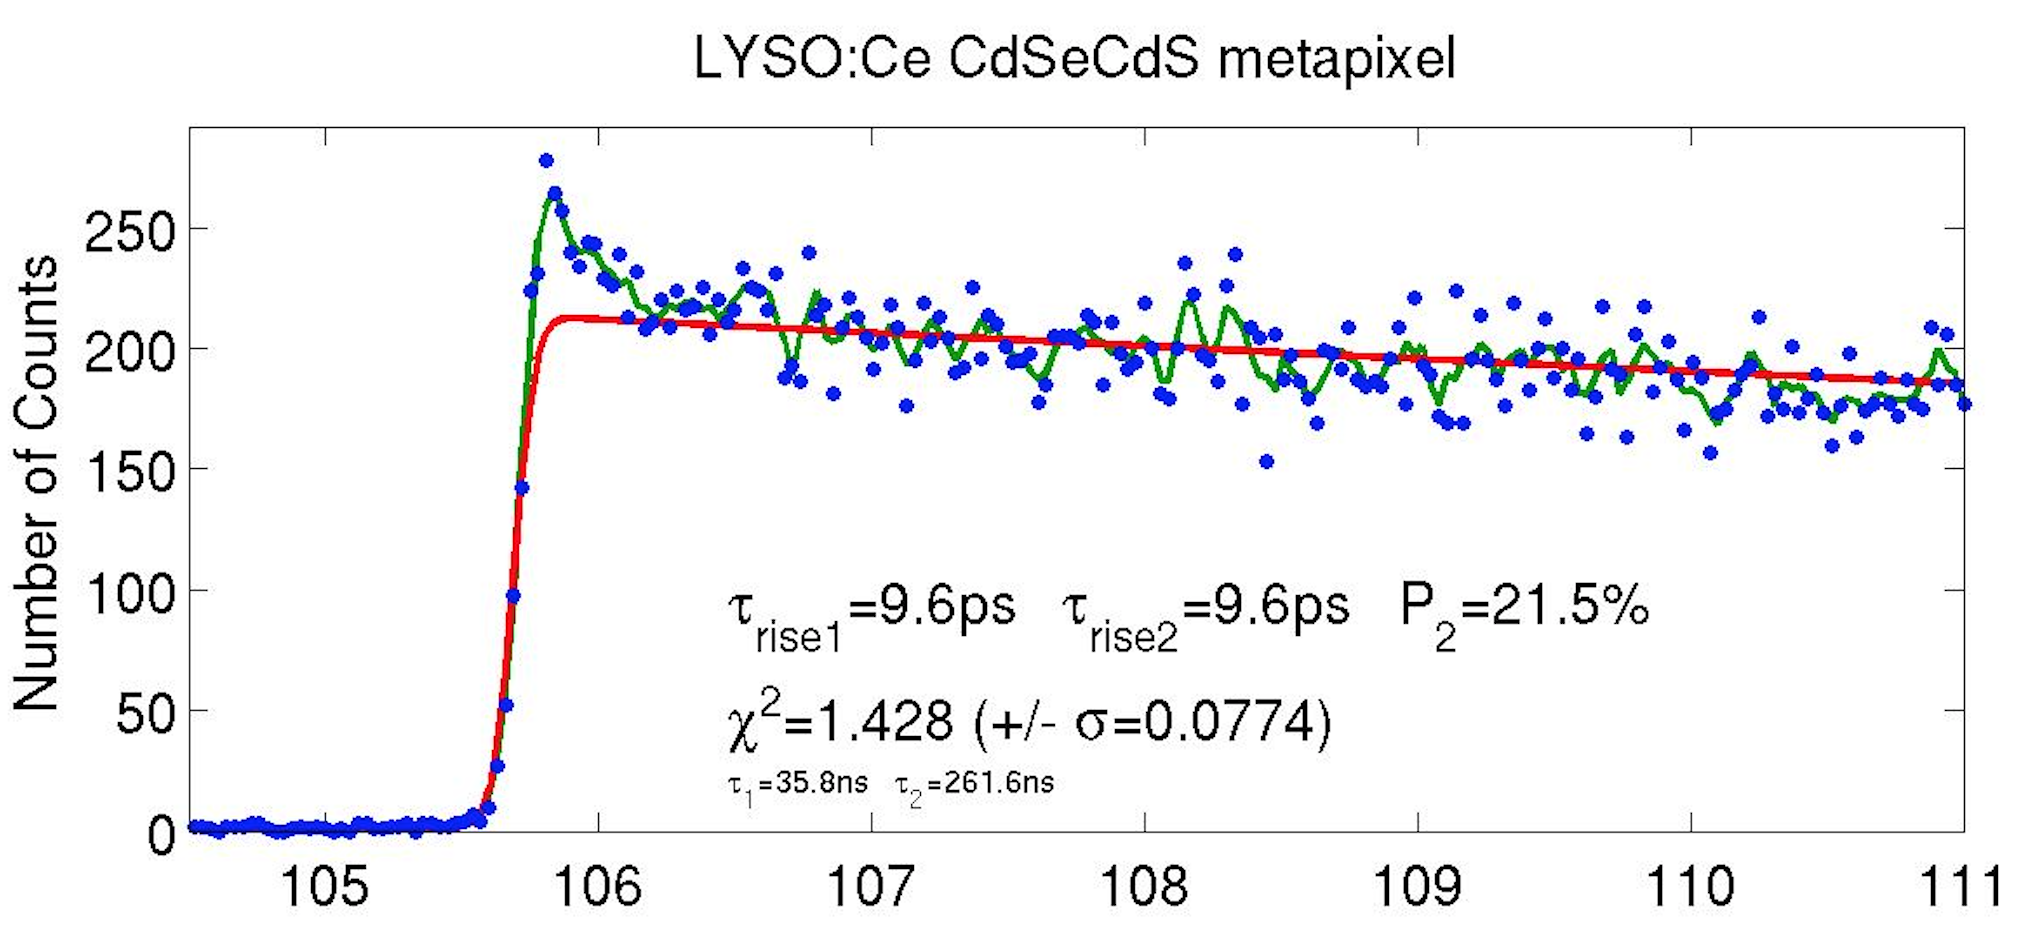 LYSO:Ce CdSeCdS metapixel
Number of Counts
250
200
150
100
50
0
τrise1=9.6ps τrise2=9.6ps P2=21.5%
χ2=1.428 (+/- σ=0.0774)
τ1=35.8ns τ2=261.6ns
105 106 107 108 109 110 111